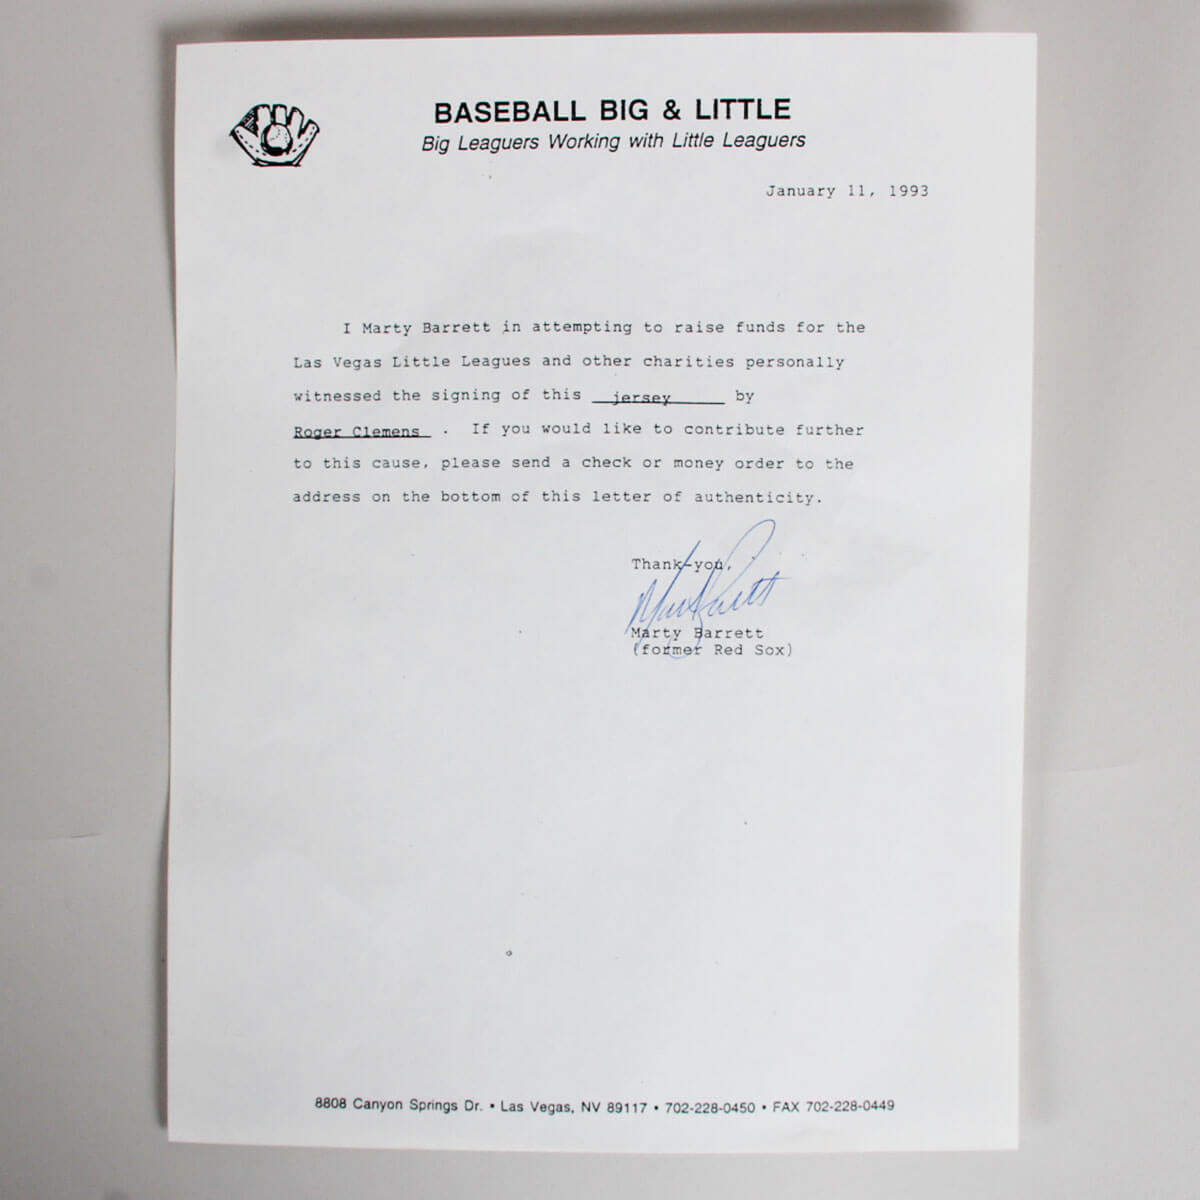 BASEBALL BIG & LITTLE
Big Leaguers Working with Little Leaguers
January 11, 1993
I Marty Barrett in attempting to raise funds for the
Las Vegas Little Leagues and other charities personally
witnessed the signing of this jersey by
Roger Clemens . If you would like to contribute further
to this cause, please send a check or money order to the
address on the bottom of this letter of authenticity.
Thank-you,
Marty Barrett
Marty Barrett
(former Red Sox)
8808 Canyon Springs Dr. • Las Vegas, NV 89117 • 702-228-0450 • FAX 702-228-0449